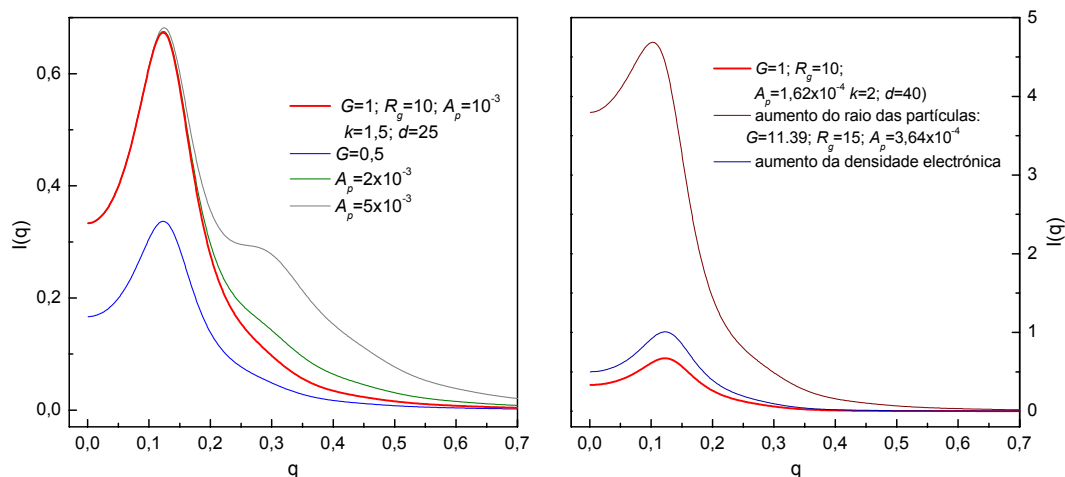 0,6
0,4
0,2
0,0
I(q)
G=1; Rg=10; Ap=10⁻³
k=1,5; d=25
G=0,5
Ap=2x10⁻³
Ap=5x10⁻³
0,0 0,1 0,2 0,3 0,4 0,5 0,6 0,7
q
G=1; Rg=10;
Ap=1,62x10⁻⁴ k=2; d=40)
aumento do raio das partículas:
G=11.39; Rg=15; Ap=3,64x10⁻⁴
aumento da densidade electrónica
5
4
3
2
1
0
I(q)
0,0 0,1 0,2 0,3 0,4 0,5 0,6 0,7
q